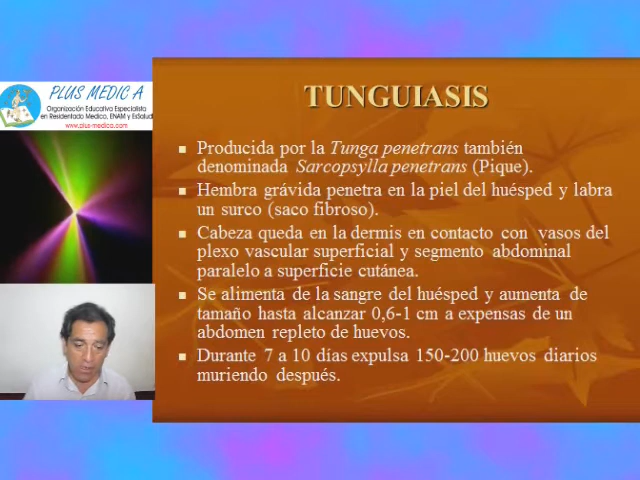 PLUS MEDIC A
Organización Educativa Especialista
en Residentado Medico, ENAM y EsSalud
www.plus-medica.com
TUNGUIASIS
Producida por la Tunga penetrans también
denominada Sarcopsylla penetrans (Pique).
Hembra grávida penetra en la piel del huésped y labra
un surco (saco fibroso).
Cabeza queda en la dermis en contacto con vasos del
plexo vascular superficial y segmento abdominal
paralelo a superficie cutánea.
Se alimenta de la sangre del huésped y aumenta de
tamaño hasta alcanzar 0,6-1 cm a expensas de un
abdomen repleto de huevos.
Durante 7 a 10 días expulsa 150-200 huevos diarios
muriendo después.